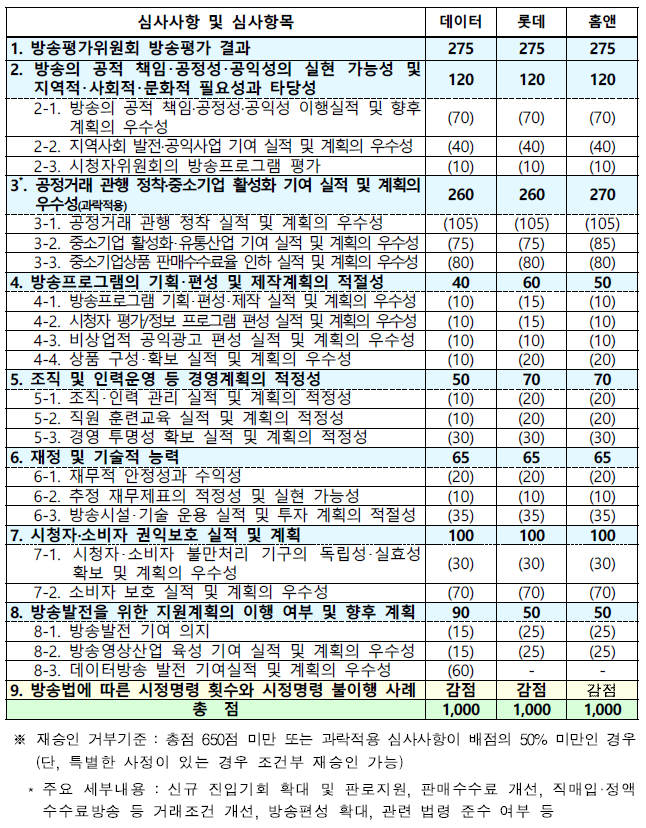 심사사항 및 심사항목 데이터 롯데 홈앤
1. 방송평가위원회 방송평가 결과 275 275 275
2. 방송의 공적 책임·공정성·공익성의 실현 가능성 및
지역적·사회적·문화적 필요성과 타당성 120 120 120
2-1. 방송의 공적 책임·공정성·공익성 이행실적 및 향후
계획의 우수성 (70) (70) (70)
2-2. 지역사회 발전·공익사업 기여 실적 및 계획의 우수성 (40) (40) (40)
2-3. 시청자위원회의 방송프로그램 평가 (10) (10) (10)
3*. 공정거래 관행 정착·중소기업 활성화 기여 실적 및 계획의
우수성(과락적용) 260 260 270
3-1. 공정거래 관행 정착 실적 및 계획의 우수성 (105) (105) (105)
3-2. 중소기업 활성화·유통산업 기여 실적 및 계획의 우수성 (75) (75) (85)
3-3. 중소기업상품 판매수수료율 인하 실적 및 계획의 우수성 (80) (80) (80)
4. 방송프로그램의 기획·편성 및 제작계획의 적절성 40 60 50
4-1. 방송프로그램 기획·편성·제작 실적 및 계획의 우수성 (10) (15) (10)
4-2. 시청자 평가/정보 프로그램 편성 실적 및 계획의 우수성 (10) (15) (10)
4-3. 비상업적 공익광고 편성 실적 및 계획의 우수성 (10) (10) (10)
4-4. 상품 구성·확보 실적 및 계획의 우수성 (10) (20) (20)
5. 조직 및 인력운영 등 경영계획의 적정성 50 70 70
5-1. 조직·인력 관리 실적 및 계획의 적정성 (10) (20) (20)
5-2. 직원 훈련교육 실적 및 계획의 적정성 (10) (20) (20)
5-3. 경영 투명성 확보 실적 및 계획의 적정성 (30) (30) (30)
6. 재정 및 기술적 능력 65 65 65
6-1. 재무적 안정성과 수익성 (20) (20) (20)
6-2. 추정 재무제표의 적정성 및 실현 가능성 (10) (10) (10)
6-3. 방송시설·기술 운용 실적 및 투자 계획의 적절성 (35) (35) (35)
7. 시청자·소비자 권익보호 실적 및 계획 100 100 100
7-1. 시청자·소비자 불만처리 기구의 독립성·실효성
확보 및 계획의 우수성 (30) (30) (30)
7-2. 소비자 보호 실적 및 계획의 우수성 (70) (70) (70)
8. 방송발전을 위한 지원계획의 이행 여부 및 향후 계획 90 50 50
8-1. 방송발전 기여 의지 (15) (25) (25)
8-2. 방송영상산업 육성 기여 실적 및 계획의 우수성 (15) (25) (25)
8-3. 데이터방송 발전 기여실적 및 계획의 우수성 (60) - -
9. 방송법에 따른 시정명령 횟수와 시정명령 불이행 사례 감점 감점 감점
총 점 1,000 1,000 1,000
※ 재승인 거부기준 : 총점 650점 미만 또는 과락적용 심사사항이 배점의 50% 미만인 경우
(단, 특별한 사정이 있는 경우 조건부 재승인 가능)
* 주요 세부내용 : 신규 진입기회 확대 및 판로지원, 판매수수료 개선, 직매입·정액
수수료방송 등 거래조건 개선, 방송편성 확대, 관련 법령 준수 여부 등